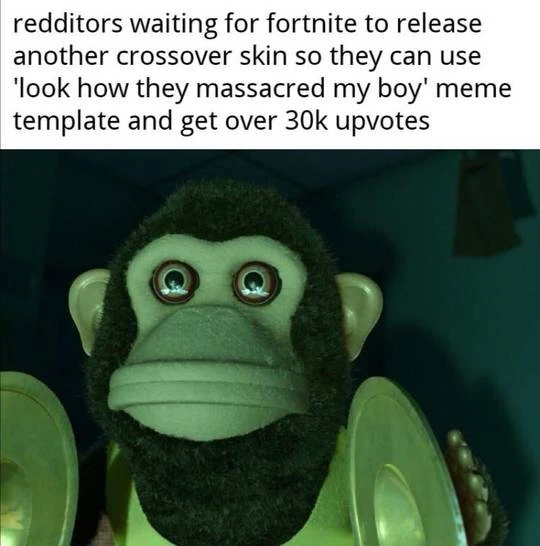 redditors waiting for fortnite to release
another crossover skin so they can use
'look how they massacred my boy' meme
template and get over 30k upvotes